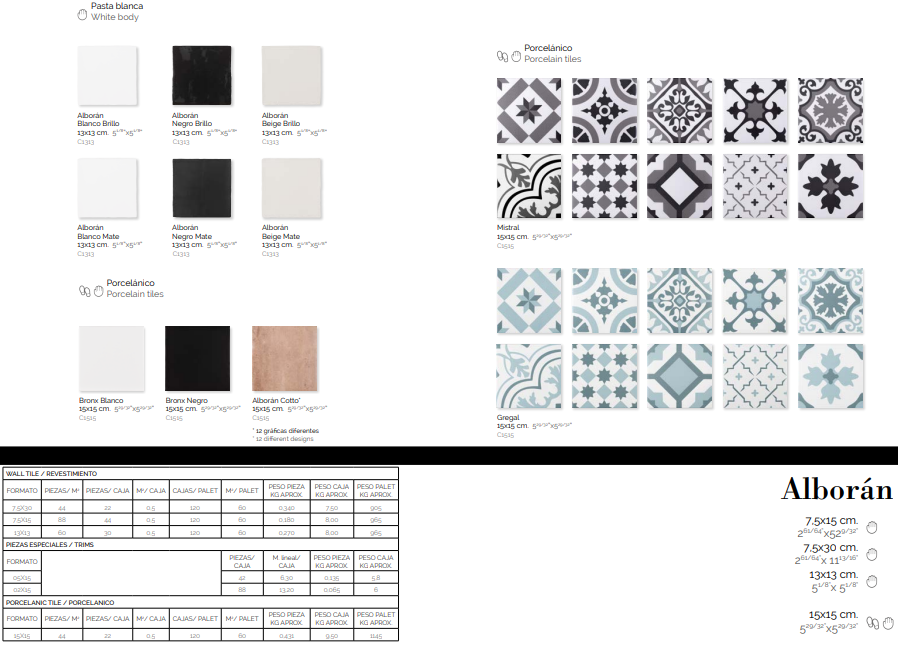 Pasta blanca
White body
Alborán
Blanco Brillo
13x13 cm. 5 1/8"x5 1/8"
C1313
Alborán
Negro Brillo
13x13 cm. 5 1/8"x5 1/8"
C1313
Alborán
Beige Brillo
13x13 cm. 5 1/8"x5 1/8"
C1313
Alborán
Blanco Mate
13x13 cm. 5 1/8"x5 1/8"
C1313
Alborán
Negro Mate
13x13 cm. 5 1/8"x5 1/8"
C1313
Alborán
Beige Mate
13x13 cm. 5 1/8"x5 1/8"
C1313
Porcelánico
Porcelain tiles
Bronx Blanco
15x15 cm. 5 29/32"x5 29/32"
C1515
Bronx Negro
15x15 cm. 5 29/32"x5 29/32"
C1515
Alborán Cotto*
15x15 cm. 5 29/32"x5 29/32"
C1515
* 12 gráficas diferentes
* 12 different designs
Porcelánico
Porcelain tiles
Mistral
15x15 cm. 5 29/32"x5 29/32"
C1515
Gregal
15x15 cm. 5 29/32"x5 29/32"
C1515
WALL TILE / REVESTIMIENTO
FORMATO PIEZAS/ M² PIEZAS/ CAJA M²/ CAJA CAJAS/ PALET M²/ PALET PESO PIEZA KG APROX. PESO CAJA KG APROX. PESO PALET KG APROX.
7,5X30 44 22 0,5 120 60 0,340 7,50 905
7,5X15 88 44 0,5 120 60 0,180 8,00 965
13X13 60 30 0,5 120 60 0,270 8,00 965
PIEZAS ESPECIALES / TRIMS
FORMATO PIEZAS/ CAJA M. lineal/ CAJA PESO PIEZA KG APROX. PESO CAJA KG APROX.
05X15 42 6,30 0,135 5,8
02X15 88 13,20 0,065 6
PORCELANIC TILE / PORCELANICO
FORMATO PIEZAS/ M² PIEZAS/ CAJA M²/ CAJA CAJAS/ PALET M²/ PALET PESO PIEZA KG APROX. PESO CAJA KG APROX. PESO PALET KG APROX.
15X15 44 22 0,5 120 60 0,431 9,50 1145
Alborán
7,5x15 cm.
2 61/64"x5 29/32"
7,5x30 cm.
2 61/64"x 11 13/16"
13x13 cm.
5 1/8"x 5 1/8"
15x15 cm.
5 29/32"x5 29/32"